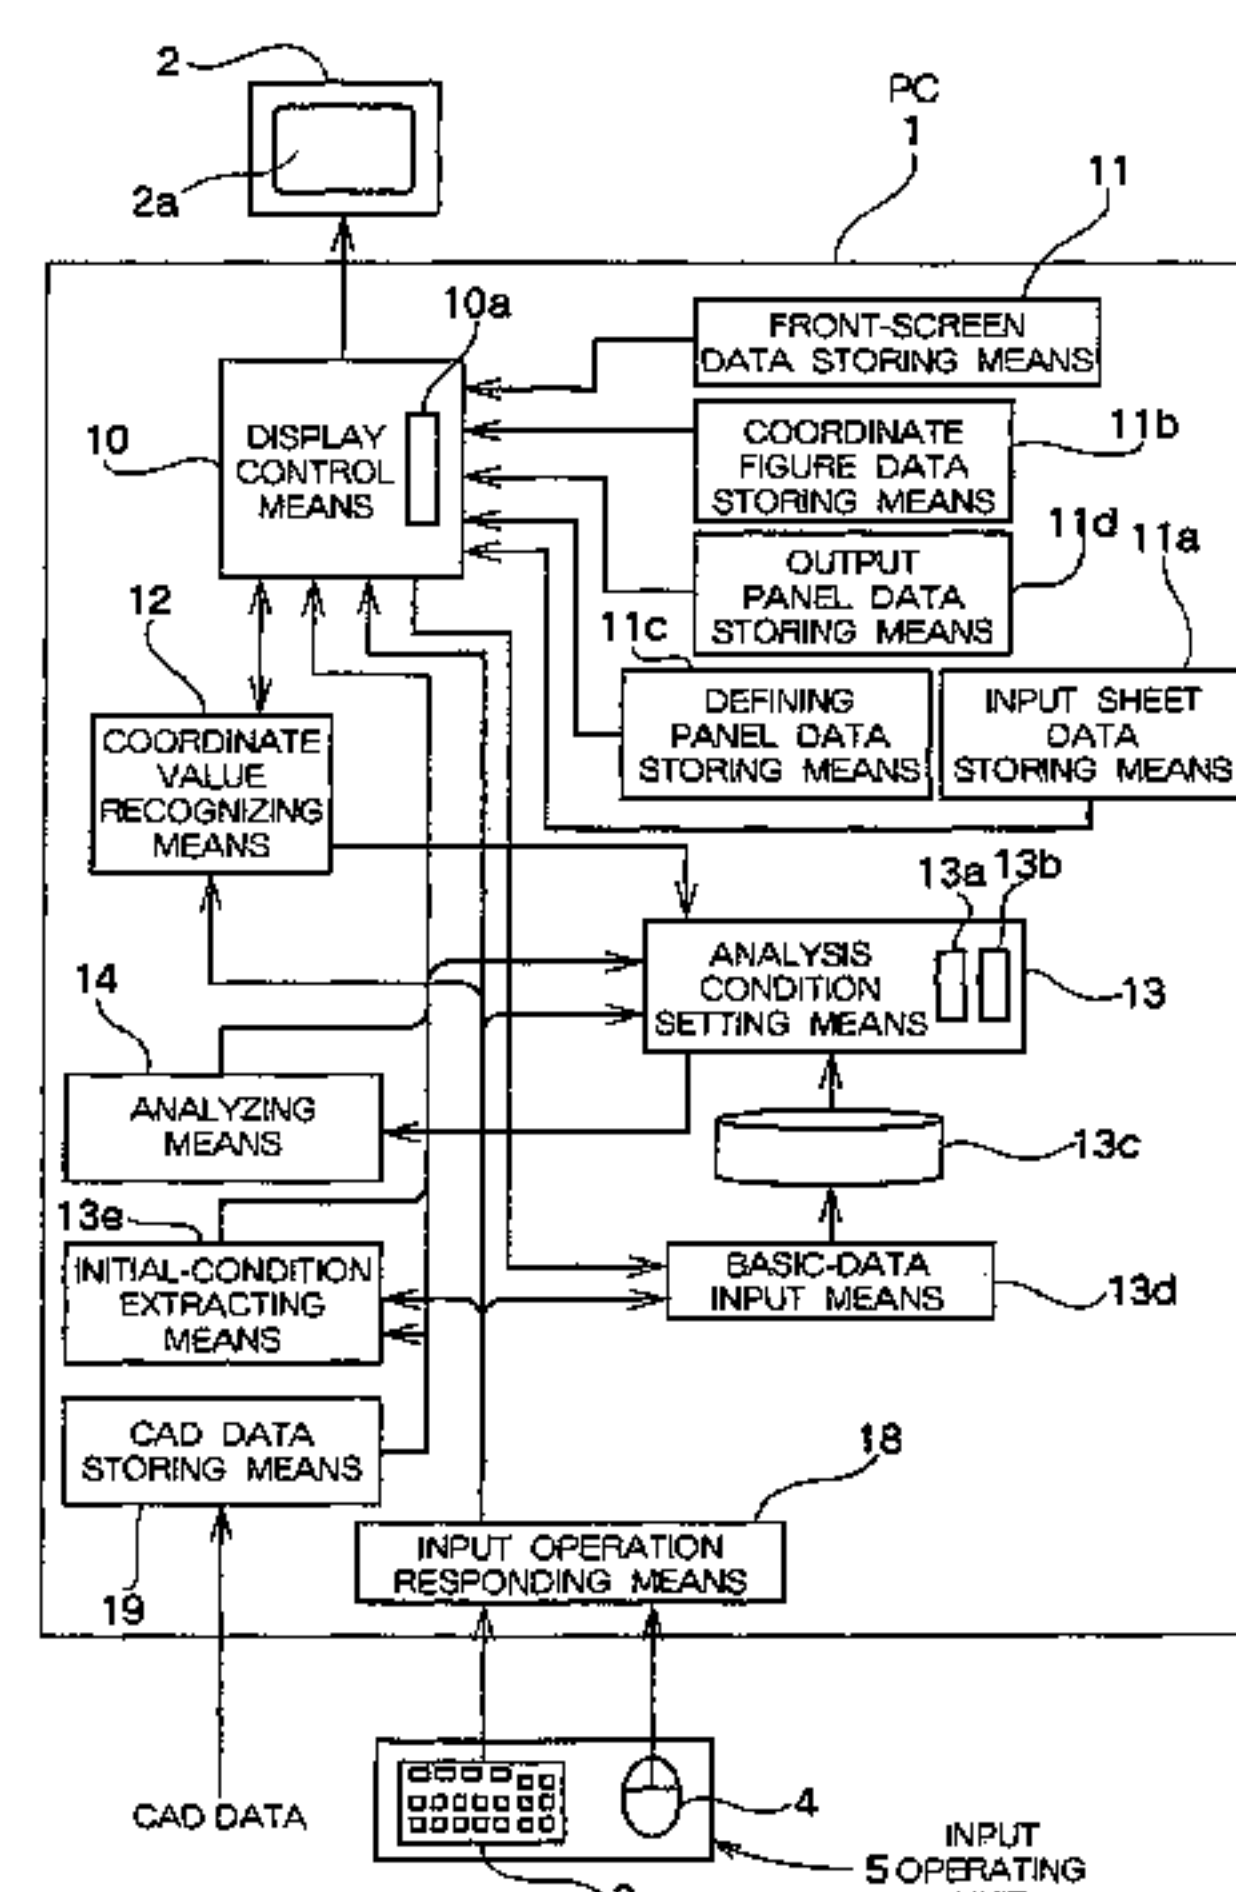 2
PC
1
2a
11
10a
FRONT-SCREEN
DATA STORING MEANS
10
DISPLAY
CONTROL
MEANS
COORDINATE
FIGURE DATA
STORING MEANS
11b
11d
11a
OUTPUT
PANEL DATA
STORING MEANS
12
11c
DEFINING
PANEL DATA
STORING MEANS
INPUT SHEET
DATA
STORING MEANS
COORDINATE
VALUE
RECOGNIZING
MEANS
13a
13b
ANALYSIS
CONDITION
SETTING MEANS
13
14
ANALYZING
MEANS
13c
13e
INITIAL-CONDITION
EXTRACTING
MEANS
BASIC-DATA
INPUT MEANS
13d
CAD DATA
STORING MEANS
18
INPUT OPERATION
RESPONDING MEANS
19
CAD DATA
4
5
INPUT
OPERATING